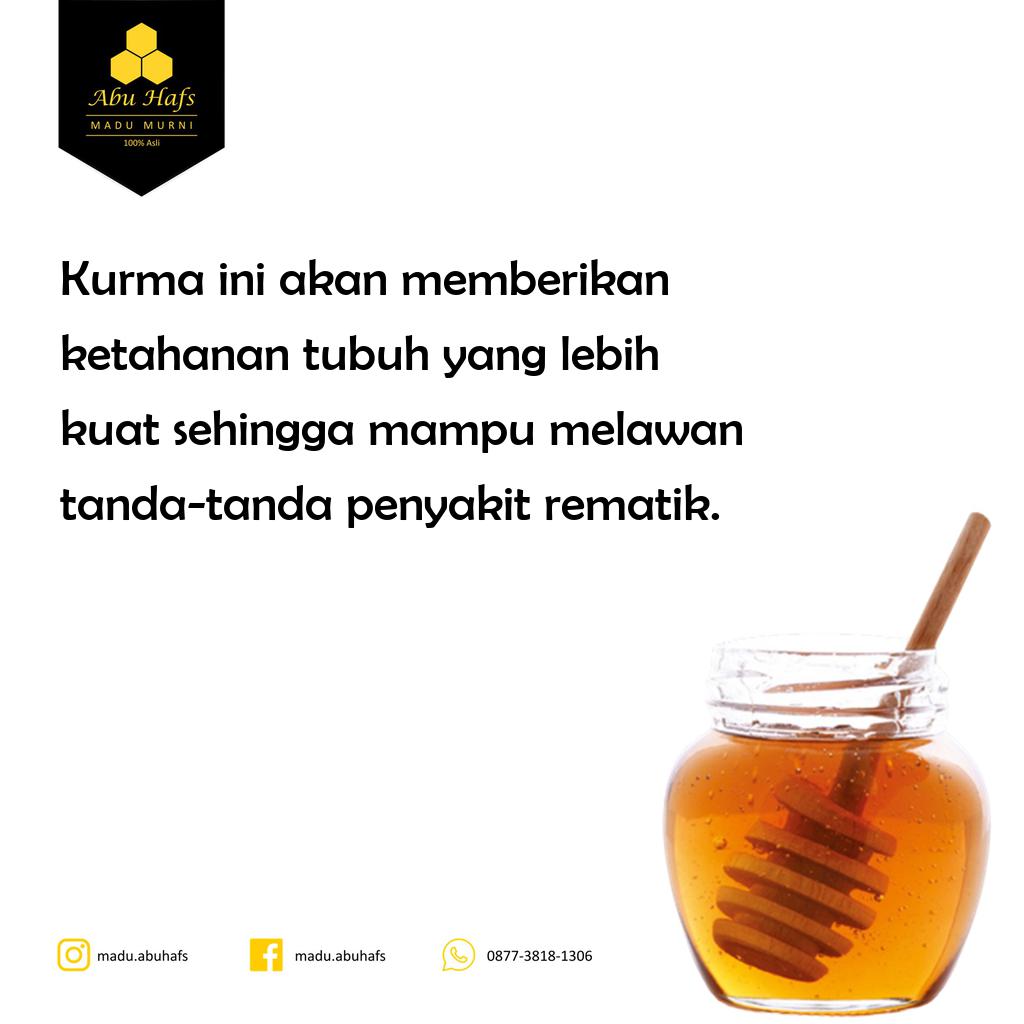 Abu Hafs
MADU MURNI
100% Asli
Kurma ini akan memberikan
ketahanan tubuh yang lebih
kuat sehingga mampu melawan
tanda-tanda penyakit rematik.
madu.abuhafs
madu.abuhafs
0877-3818-1306